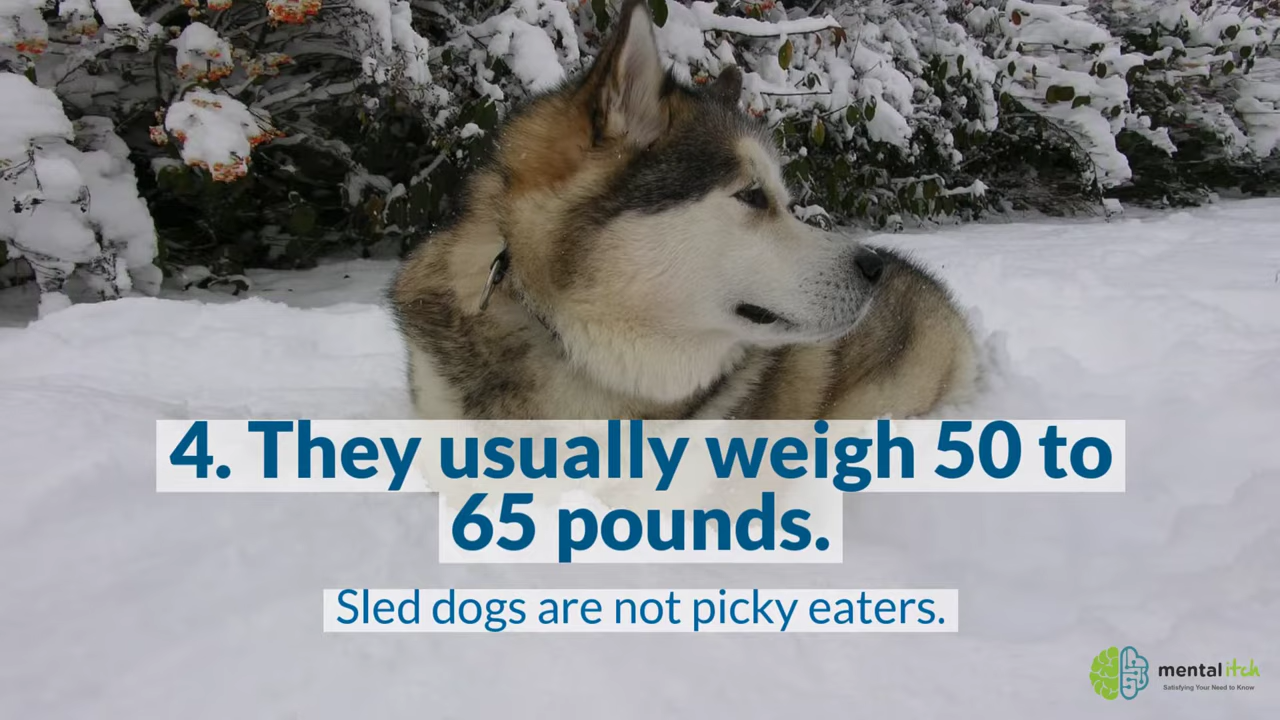 4. They usually weigh 50 to
65 pounds.
Sled dogs are not picky eaters.
mental itch
Satisfying Your Need to Know